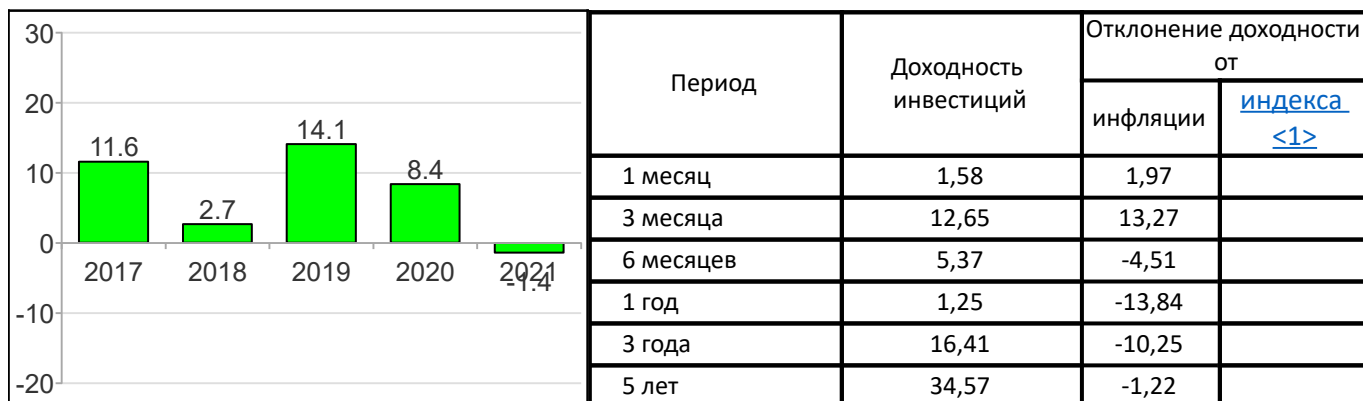 30
20
10
0
-10
-20
11.6
2.7
14.1
8.4
-1.4
2017 2018 2019 2020 2021
Период
Доходность
инвестиций
Отклонение доходности
от
инфляции
индекса
<1>
1 месяц 1,58 1,97
3 месяца 12,65 13,27
6 месяцев 5,37 -4,51
1 год 1,25 -13,84
3 года 16,41 -10,25
5 лет 34,57 -1,22